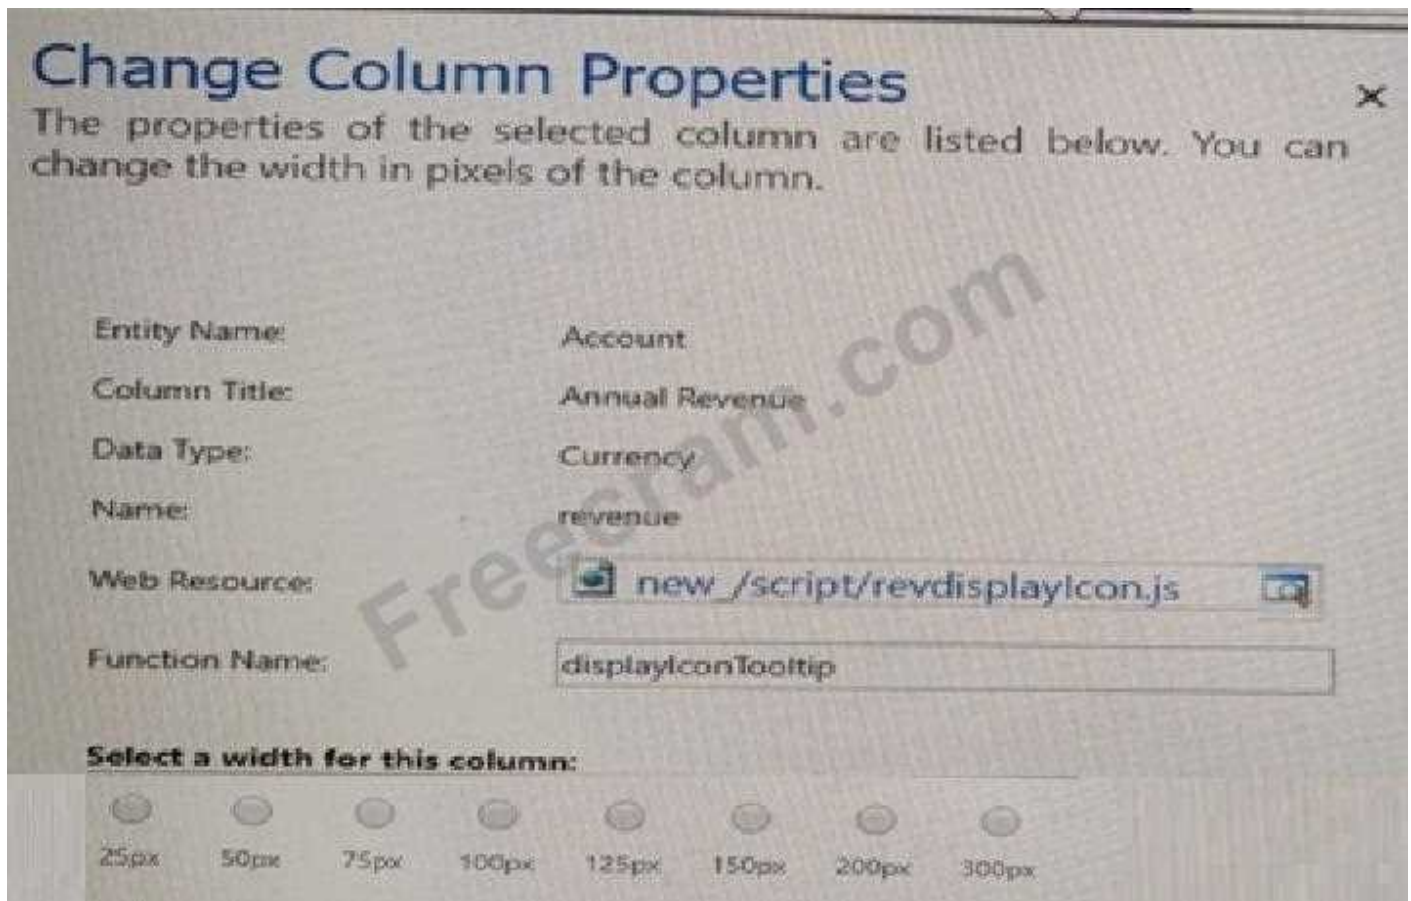 Change Column Properties
The properties of the selected column are listed below. You can
change the width in pixels of the column.
Entity Name: Account
Column Title: Annual Revenue
Data Type: Currency
Name: revenue
Web Resource: new_/script/revdisplayIcon.js
Function Name: displayIconTooltip
Select a width for this column:
25px 50px 75px 100px 125px 150px 200px 300px
Freecram.com